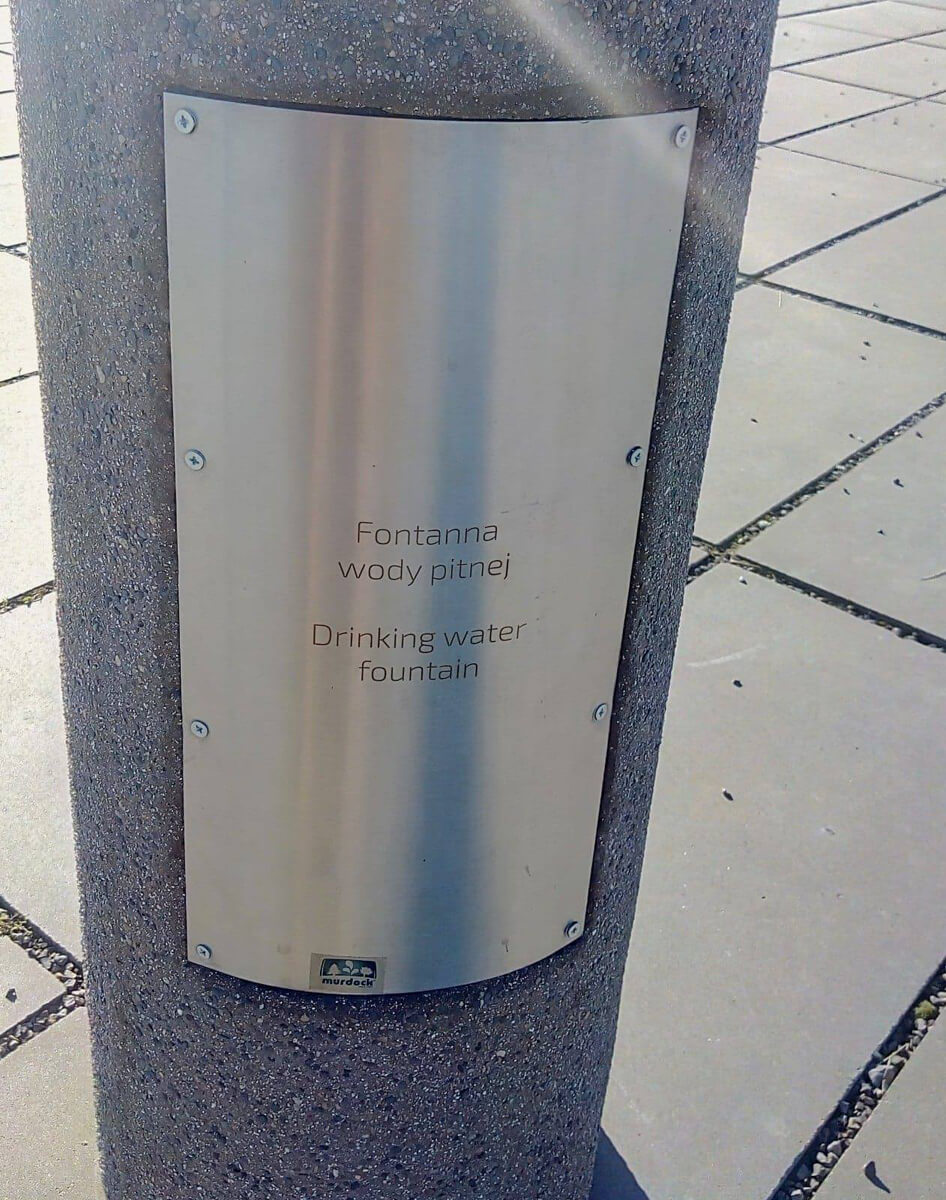 Fontanna
wody pitnej
Drinking water
fountain
murdock